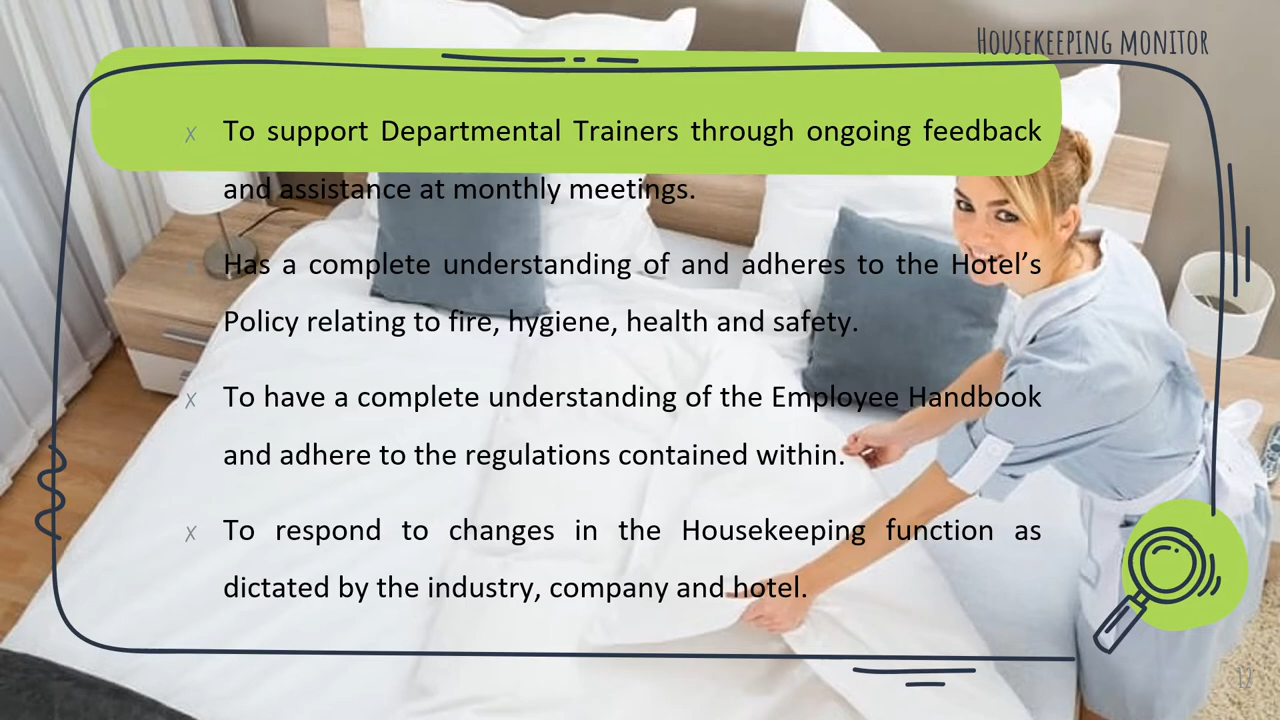 Housekeeping monitor
x To support Departmental Trainers through ongoing feedback
and assistance at monthly meetings.
x Has a complete understanding of and adheres to the Hotel’s
Policy relating to fire, hygiene, health and safety.
x To have a complete understanding of the Employee Handbook
and adhere to the regulations contained within.
x To respond to changes in the Housekeeping function as
dictated by the industry, company and hotel.
12